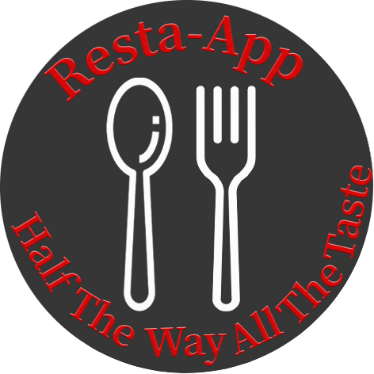 Resta-App
Half The Way All The Taste